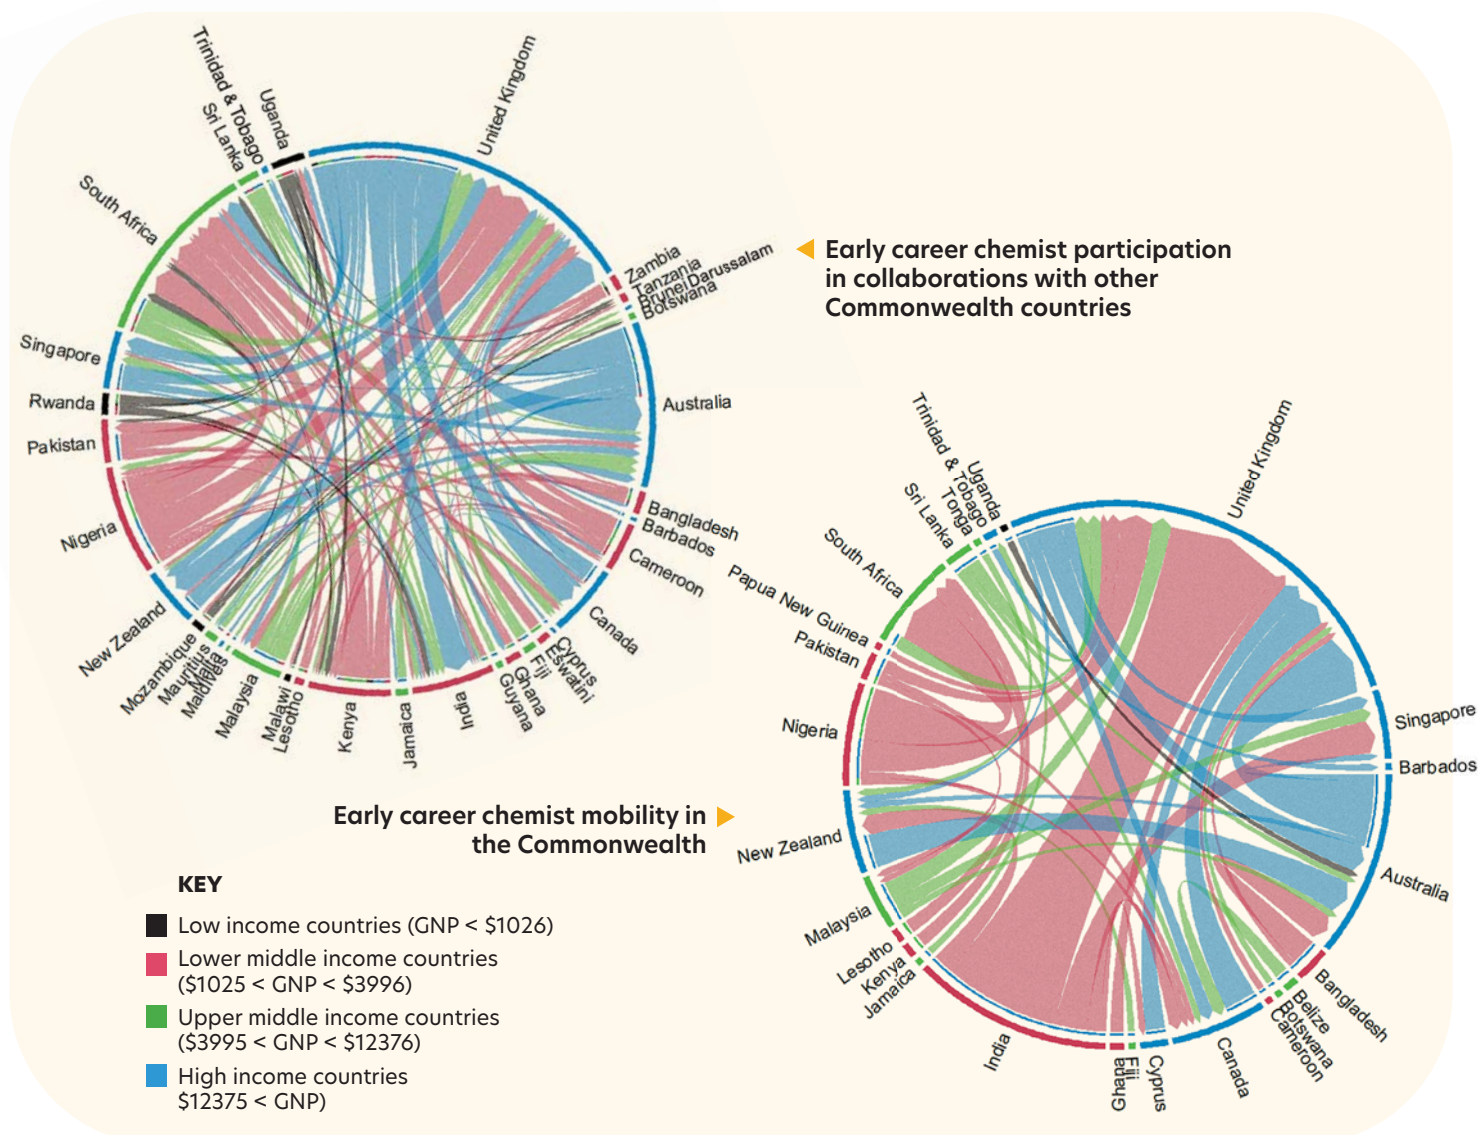 Trinidad & Tobago
Sri Lanka
Uganda
United Kingdom
South Africa
Zambia
Tanzania
Brunei Darussalam
Botswana
Singapore
Rwanda
Australia
Pakistan
Nigeria
Bangladesh
Barbados
Cameroon
New Zealand
Canada
Mozambique
Mauritius
Malta
Maldives
Malaysia
Malawi
Lesotho
Kenya
Jamaica
India
Guyana
Ghana
Fiji
Eswatini
Cyprus
Early career chemist participation
in collaborations with other
Commonwealth countries
Trinidad & Tobago
Uganda
Tonga
Sri Lanka
United Kingdom
South Africa
Papua New Guinea
Pakistan
Singapore
Nigeria
Barbados
New Zealand
Australia
Malaysia
Lesotho
Kenya
Jamaica
India
Ghana
Fiji
Cyprus
Canada
Cameroon
Botswana
Belize
Bangladesh
Early career chemist mobility in
the Commonwealth
KEY
Low income countries (GNP < $1026)
Lower middle income countries
($1025 < GNP < $3996)
Upper middle income countries
($3995 < GNP < $12376)
High income countries
$12375 < GNP)